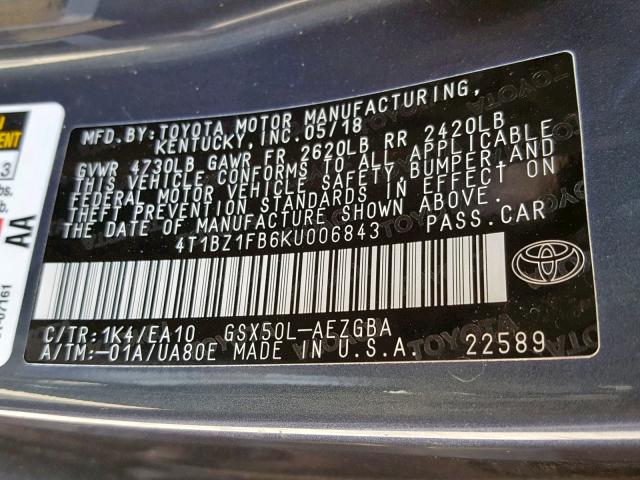 MFD.BY:TOYOTA MOTOR MANUFACTURING,
KENTUCKY,INC.05/18
GVWR 4730LB GAWR FR 2620LB RR 2420LB
THIS VEHICLE CONFORMS TO ALL APPLICABLE
FEDERAL MOTOR VEHICLE SAFETY,BUMPER,AND
THEFT PREVENTION STANDARDS IN EFFECT ON
THE DATE OF MANUFACTURE SHOWN ABOVE.
4T1BZ1FB6KU006843 PASS.CAR
C/TR:1K4/EA10 GSX50L-AEZGBA
A/TM:-01A/UA80E MADE IN U.S.A. 22589
AA
TOYOTA